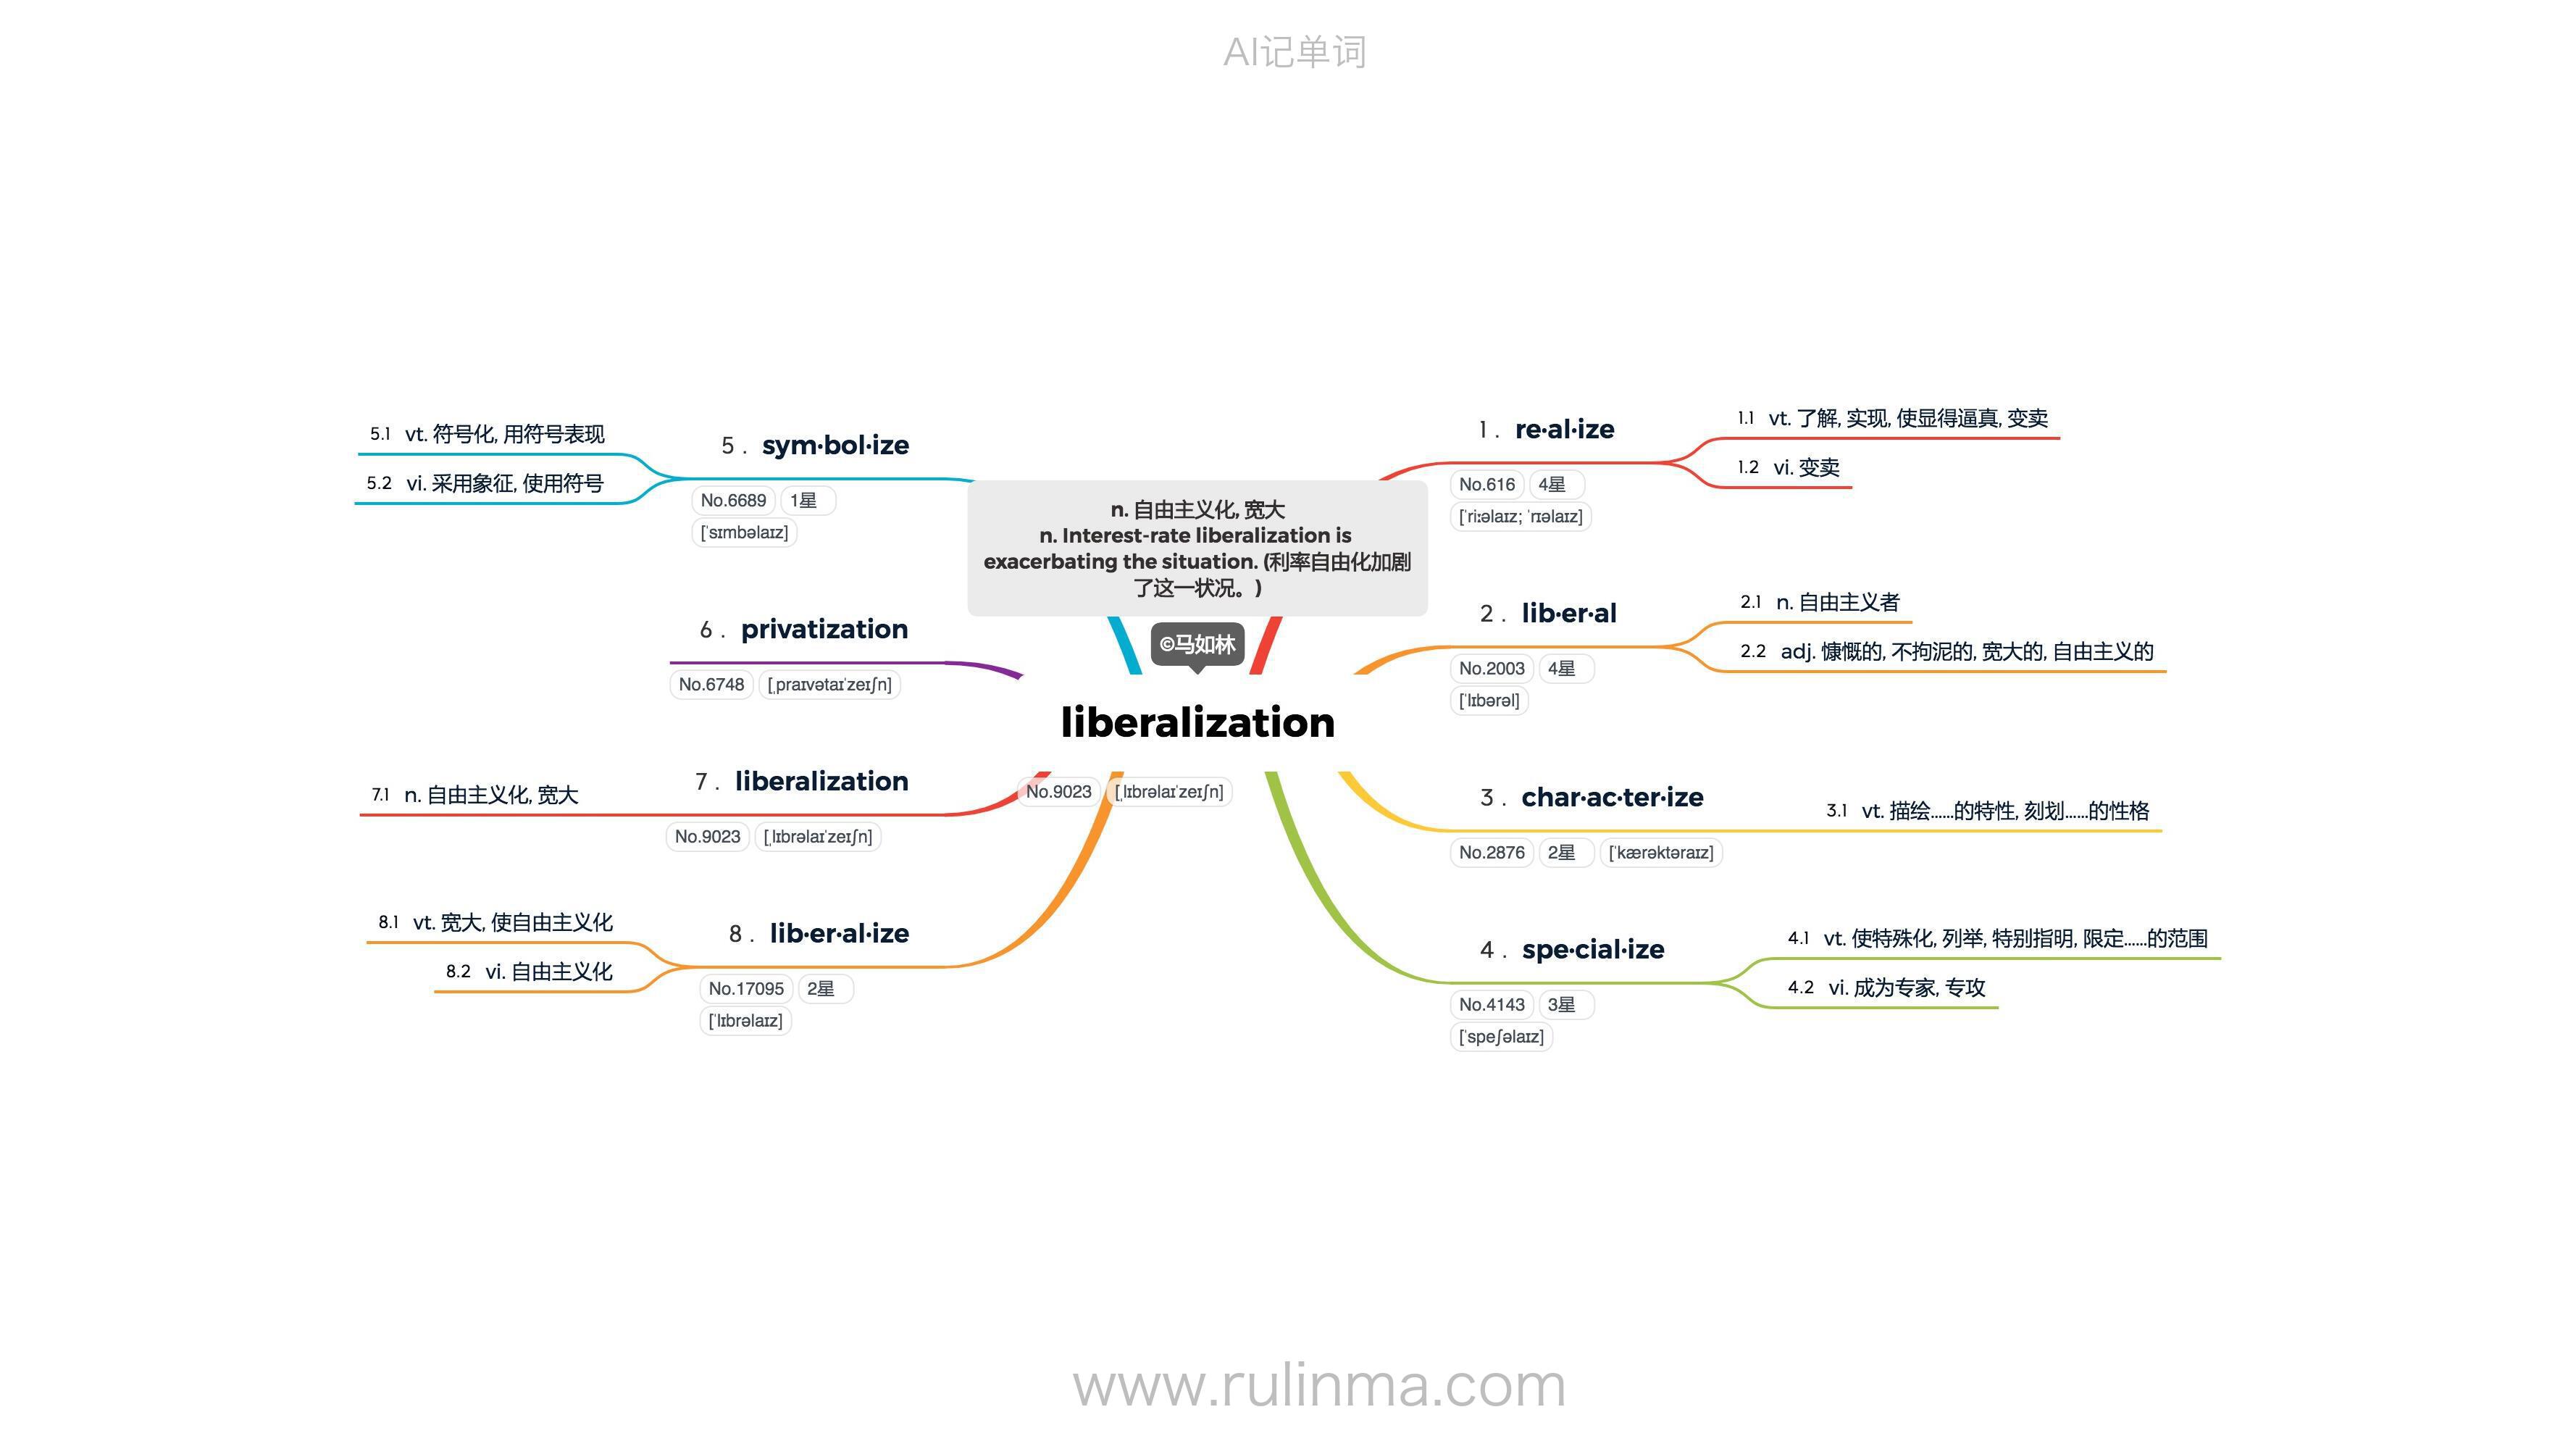 AI记单词
n. 自由主义化, 宽大
n. Interest-rate liberalization is
exacerbating the situation. (利率自由化加剧
了这一状况。)
©马如林
liberalization
No.9023 [ˌlɪbrəlaɪˈzeɪʃn]
1 . re·al·ize
No.616 4星
[ˈriːəlaɪz; ˈrɪəlaɪz]
1.1 vt. 了解, 实现, 使显得逼真, 变卖
1.2 vi. 变卖
2 . lib·er·al
No.2003 4星
[ˈlɪbərəl]
2.1 n. 自由主义者
2.2 adj. 慷慨的, 不拘泥的, 宽大的, 自由主义的
3 . char·ac·ter·ize
No.2876 2星 [ˈkærəktəraɪz]
3.1 vt. 描绘......的特性, 刻划......的性格
4 . spe·cial·ize
No.4143 3星
[ˈspeʃəlaɪz]
4.1 vt. 使特殊化, 列举, 特别指明, 限定......的范围
4.2 vi. 成为专家, 专攻
5 . sym·bol·ize
No.6689 1星
[ˈsɪmbəlaɪz]
5.1 vt. 符号化, 用符号表现
5.2 vi. 采用象征, 使用符号
6 . privatization
No.6748 [ˌpraɪvətaɪˈzeɪʃn]
7 . liberalization
No.9023 [ˌlɪbrəlaɪˈzeɪʃn]
7.1 n. 自由主义化, 宽大
8 . lib·er·al·ize
No.17095 2星
[ˈlɪbrəlaɪz]
8.1 vt. 宽大, 使自由主义化
8.2 vi. 自由主义化
www.rulinma.com